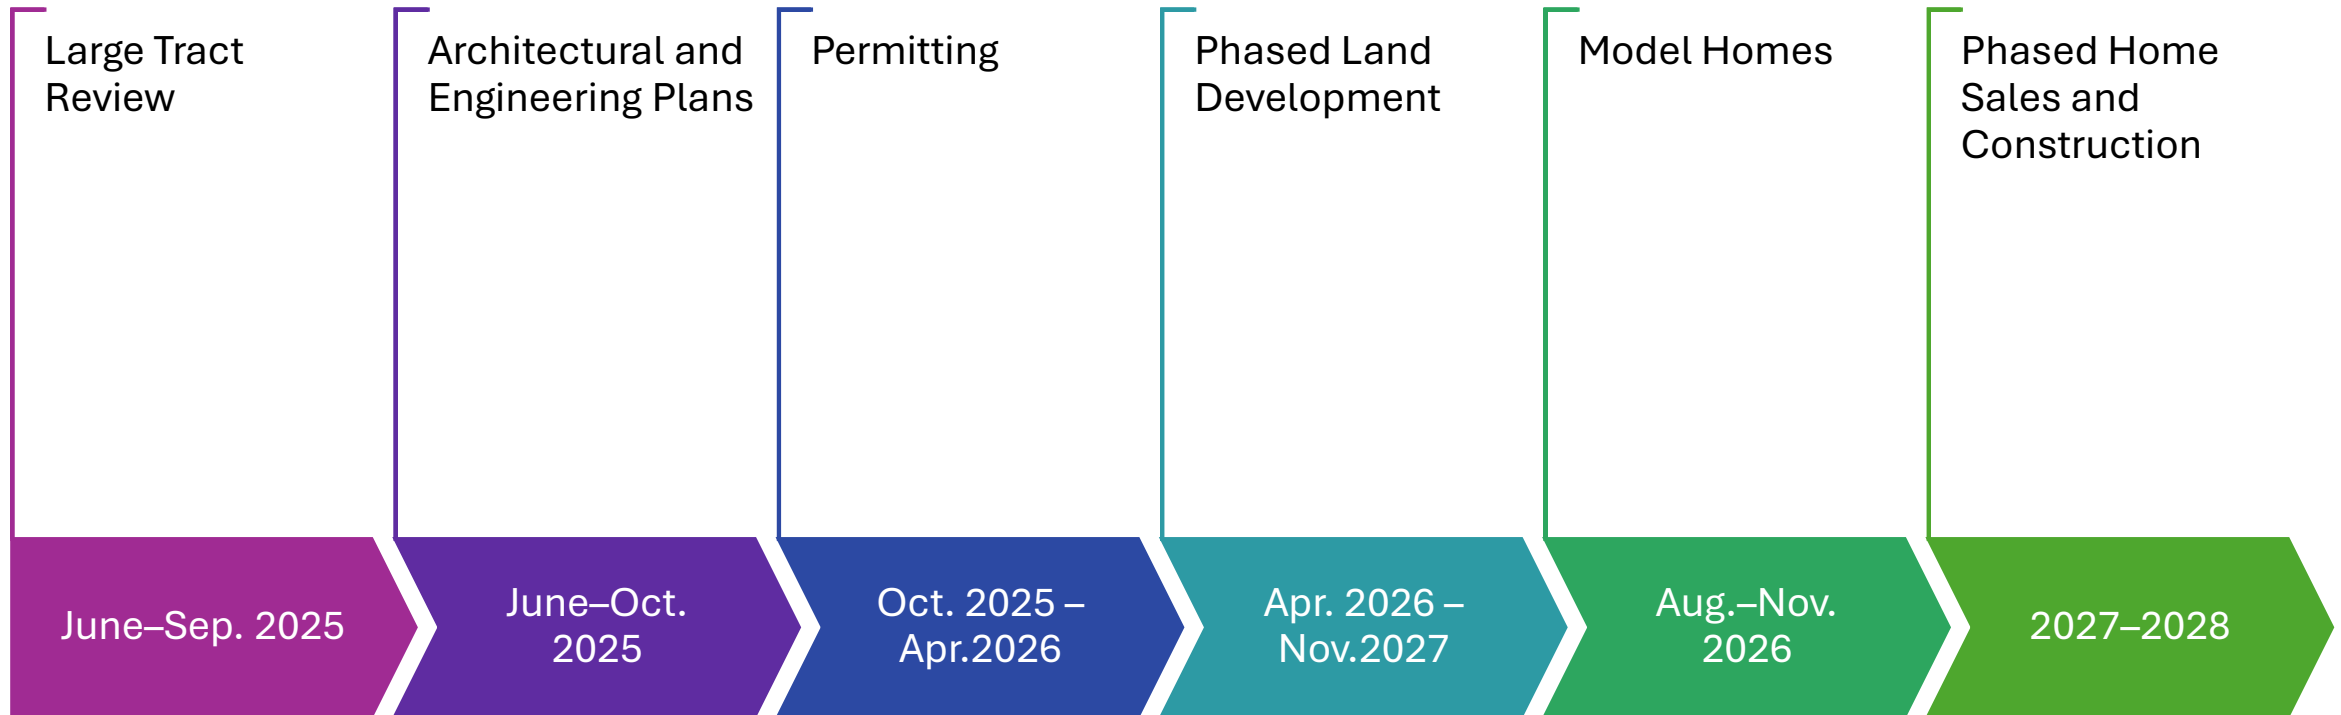 Large Tract
Review
Architectural and
Engineering Plans
Permitting
Phased Land
Development
Model Homes
Phased Home
Sales and
Construction
June–Sep. 2025
June–Oct.
2025
Oct. 2025 –
Apr.2026
Apr. 2026 –
Nov.2027
Aug.–Nov.
2026
2027–2028